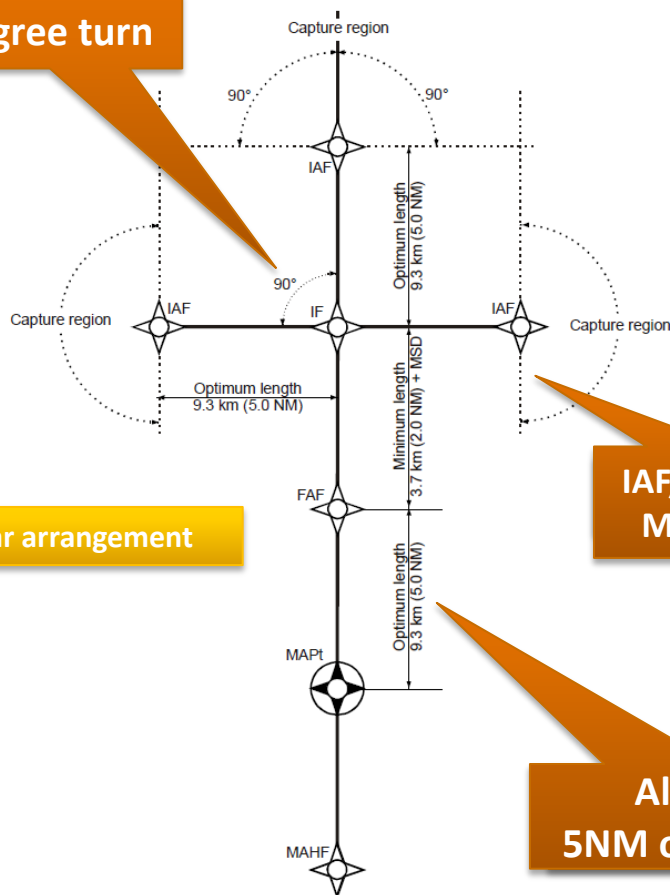 gree turn
Capture region
90°
90°
IAF
Optimum length
9.3 km (5.0 NM)
90°
IAF
IF
IAF
Capture region
Capture region
Optimum length
9.3 km (5.0 NM)
Minimum length
3.7 km (2.0 NM) + MSD
FAF
IAF
M
ar arrangement
Optimum length
9.3 km (5.0 NM)
MAPt
Al
5NM
MAHF